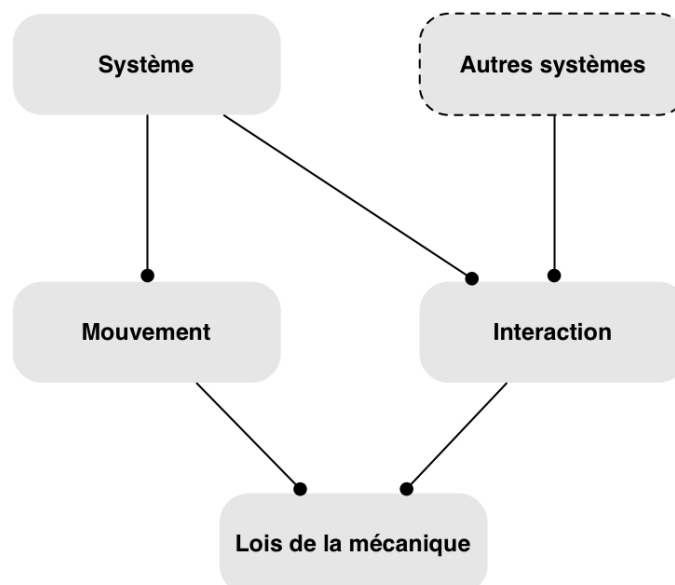 Système
Autres systèmes
Mouvement
Interaction
Lois de la mécanique